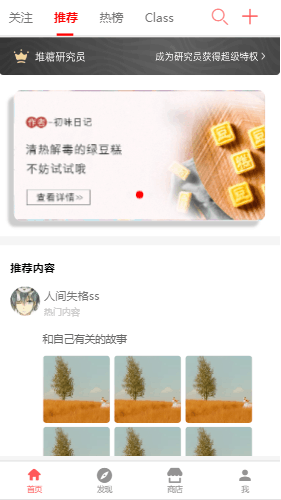 关注 推荐 热榜 Class
堆糖研究员 成为研究员获得超级特权 >
作者-初味日记
清热解毒的绿豆糕
不妨试试哦
查看详情>>
推荐内容
人间失格ss
热门内容
和自己有关的故事
首页 发现 商店 我